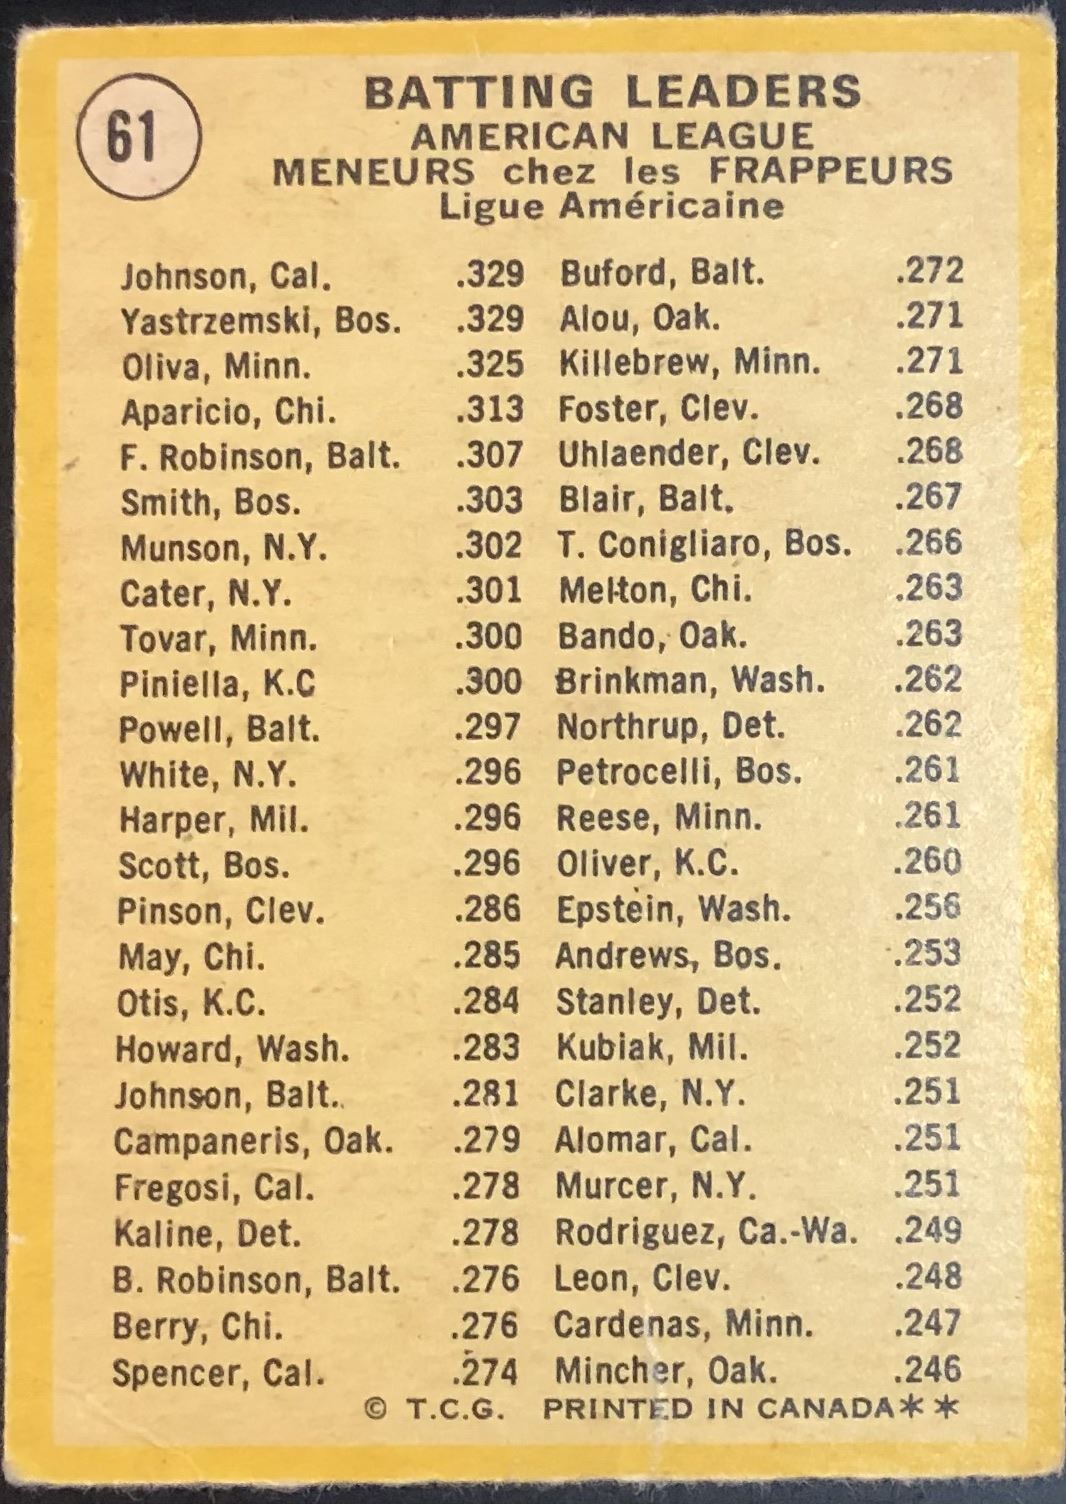 61
BATTING LEADERS
AMERICAN LEAGUE
MENEURS chez les FRAPPEURS
Ligue Américaine
Johnson, Cal. .329
Yastrzemski, Bos. .329
Oliva, Minn. .325
Aparicio, Chi. .313
F. Robinson, Balt. .307
Smith, Bos. .303
Munson, N.Y. .302
Cater, N.Y. .301
Tovar, Minn. .300
Piniella, K.C .300
Powell, Balt. .297
White, N.Y. .296
Harper, Mil. .296
Scott, Bos. .296
Pinson, Clev. .286
May, Chi. .285
Otis, K.C. .284
Howard, Wash. .283
Johnson, Balt. .281
Campaneris, Oak. .279
Fregosi, Cal. .278
Kaline, Det. .278
B. Robinson, Balt. .276
Berry, Chi. .276
Spencer, Cal. .274
Buford, Balt. .272
Alou, Oak. .271
Killebrew, Minn. .271
Foster, Clev. .268
Uhlaender, Clev. .268
Blair, Balt. .267
T. Conigliaro, Bos. .266
Melton, Chi. .263
Bando, Oak. .263
Brinkman, Wash. .262
Northrup, Det. .262
Petrocelli, Bos. .261
Reese, Minn. .261
Oliver, K.C. .260
Epstein, Wash. .256
Andrews, Bos. .253
Stanley, Det. .252
Kubiak, Mil. .252
Clarke, N.Y. .251
Alomar, Cal. .251
Murcer, N.Y. .251
Rodriguez, Ca.-Wa. .249
Leon, Clev. .248
Cardenas, Minn. .247
Mincher, Oak. .246
© T.C.G. PRINTED IN CANADA＊＊